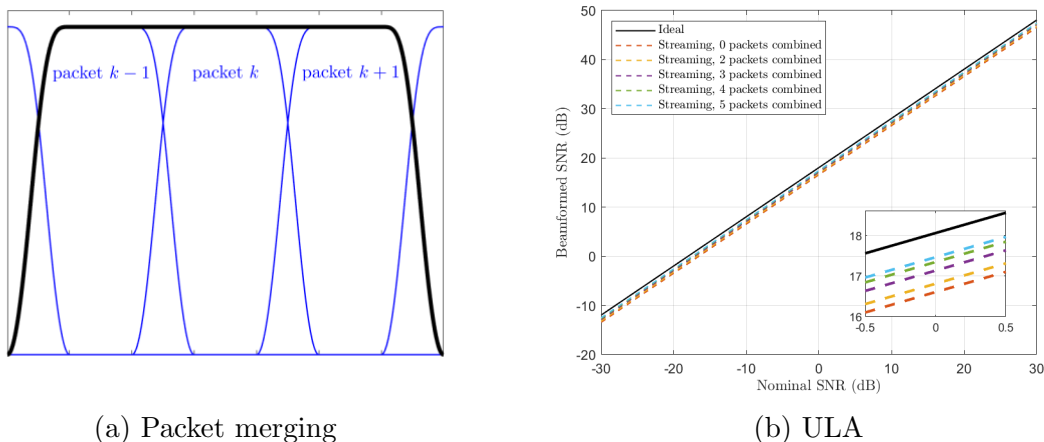 packet k − 1
packet k
packet k + 1
(a) Packet merging
50
40
30
20
10
0
-10
-20
Beamformed SNR (dB)
Ideal
Streaming, 0 packets combined
Streaming, 2 packets combined
Streaming, 3 packets combined
Streaming, 4 packets combined
Streaming, 5 packets combined
18
17
16
-0.5 0 0.5
-30 -20 -10 0 10 20 30
Nominal SNR (dB)
(b) ULA